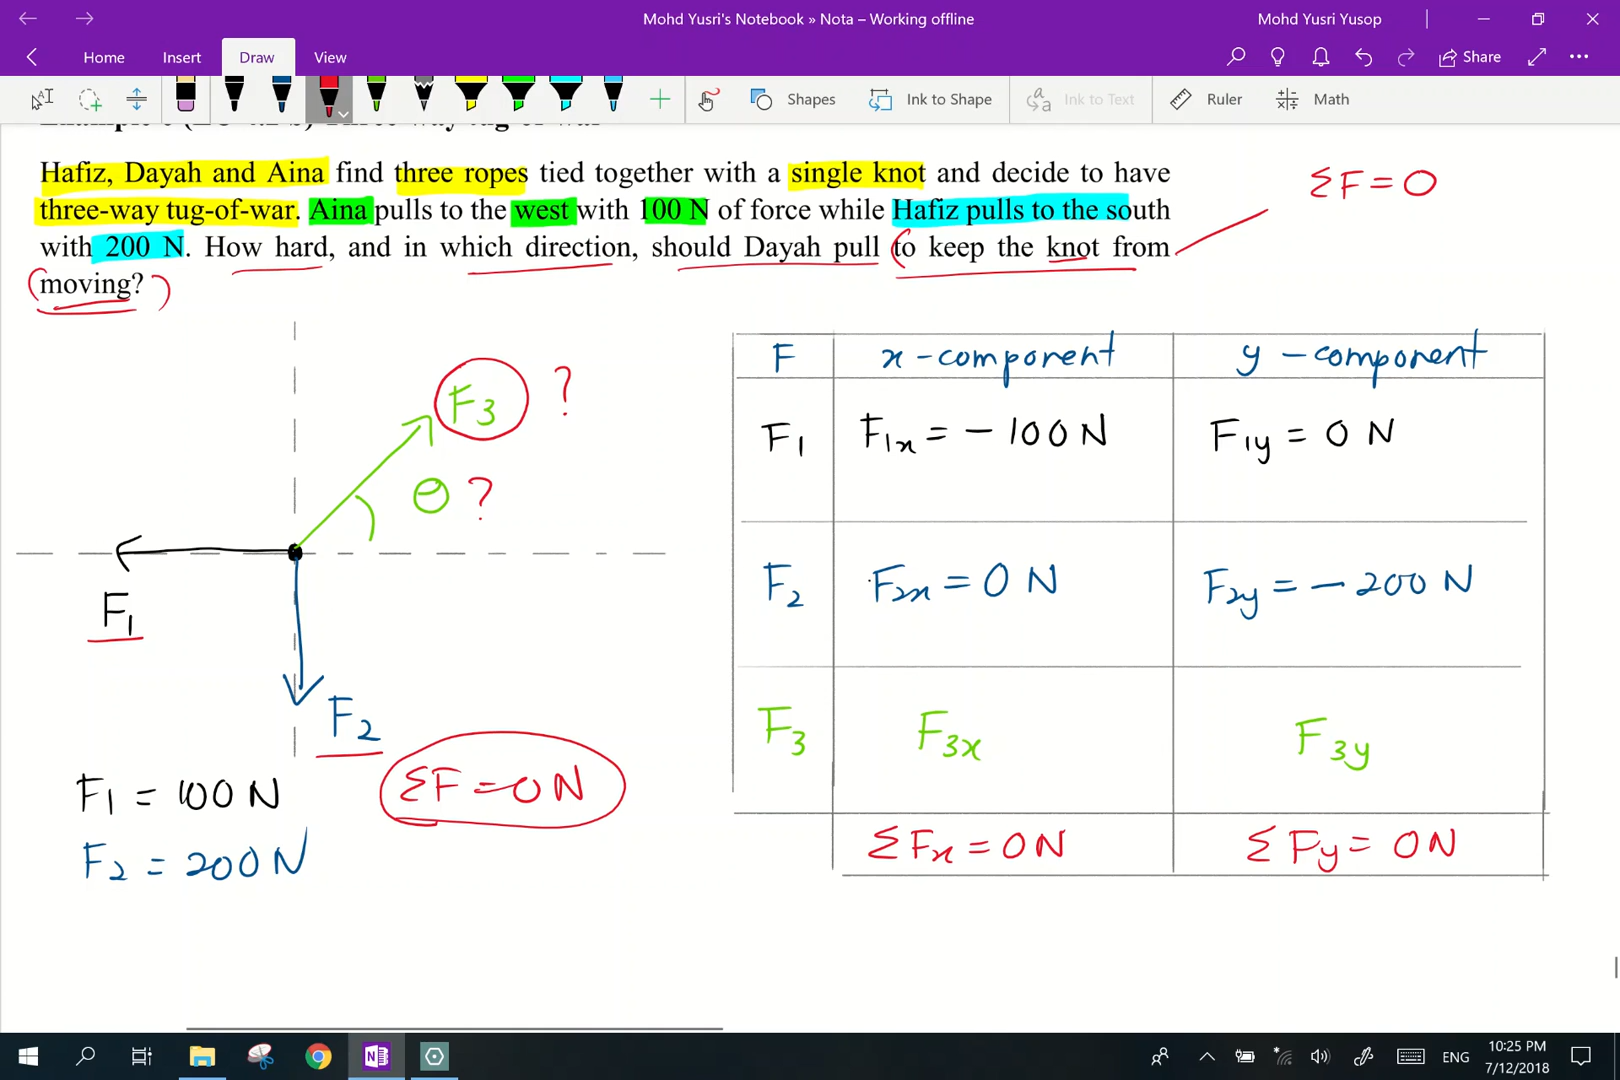 Mohd Yusri's Notebook » Nota – Working offline
Mohd Yusri Yusop
Home Insert Draw View
Share
Shapes
Ink to Shape
Ink to Text
Ruler
Math
Three-way tug-of-war
Hafiz, Dayah and Aina find three ropes tied together with a single knot and decide to have
three-way tug-of-war. Aina pulls to the west with 100 N of force while Hafiz pulls to the south
with 200 N. How hard, and in which direction, should Dayah pull (to keep the knot from
(moving?)
ΣF = 0
F3 ?
θ ?
F1
F2
F1 = 100 N
F2 = 200 N
ΣF = 0 N
F x-component y-component
F1 F1x = - 100 N F1y = 0 N
F2 F2x = 0 N F2y = - 200 N
F3 F3x F3y
ΣFx = 0 N ΣFy = 0 N
ENG
10:25 PM
7/12/2018